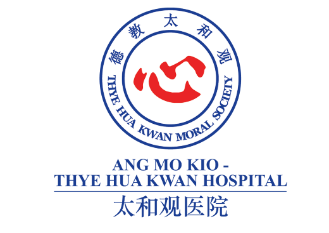 德教太和观
心
THYE HUA KWAN MORAL SOCIETY
ANG MO KIO -
THYE HUA KWAN HOSPITAL
太和观医院